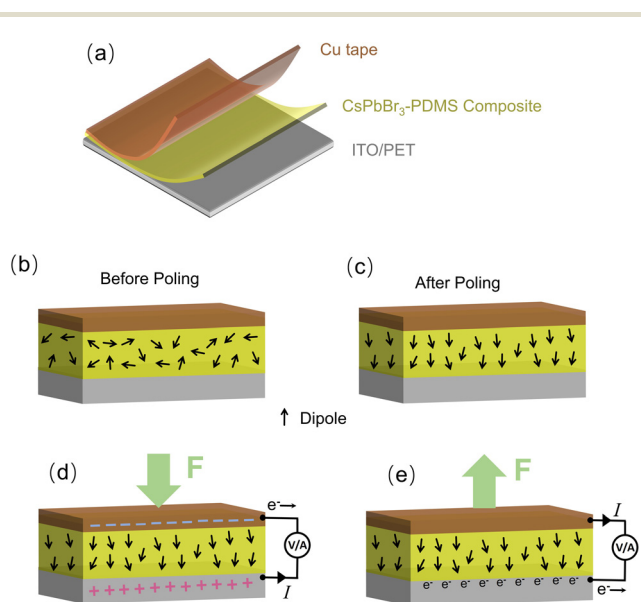 (a)
Cu tape
CsPbBr₃-PDMS Composite
ITO/PET
(b)
Before Poling
(c)
After Poling
↑ Dipole
(d)
F
e⁻→
V/A
I
+ + + + + + + + + +
(e)
F
I
V/A
e⁻ e⁻ e⁻ e⁻ e⁻ e⁻ e⁻ e⁻
e⁻→